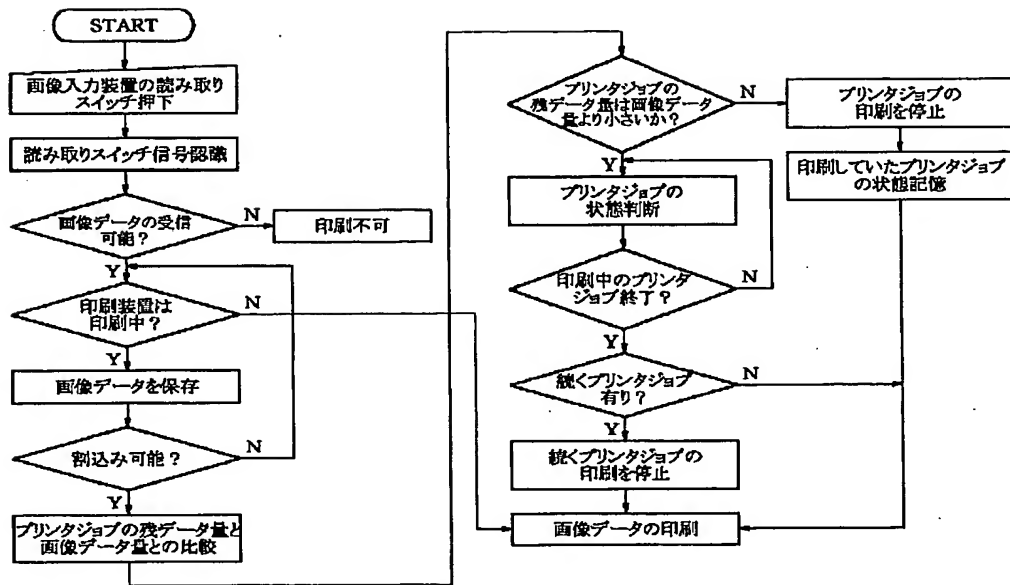 START
画像入力装置の読み取り
スイッチ押下
読み取りスイッチ信号認識
画像データの受信
可能？
N
印刷不可
Y
印刷装置は
印刷中？
N
Y
画像データを保存
割込み可能？
N
Y
プリンタジョブの残データ量と
画像データ量との比較
プリンタジョブの
残データ量は画像データ
量より小さいか？
N
プリンタジョブの
印刷を停止
印刷していたプリンタジョブ
の状態記憶
Y
プリンタジョブの
状態判断
印刷中のプリンタ
ジョブ終了？
N
Y
続くプリンタジョブ
有り？
N
Y
続くプリンタジョブの
印刷を停止
画像データの印刷